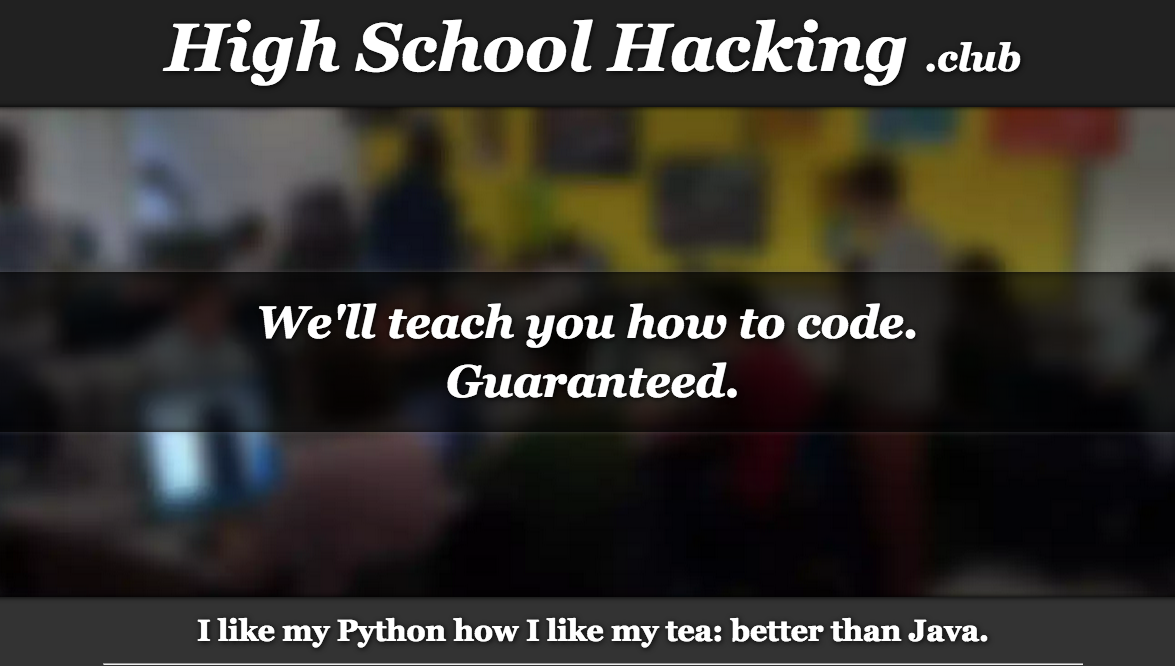 High School Hacking .club
We'll teach you how to code.
Guaranteed.
I like my Python how I like my tea: better than Java.